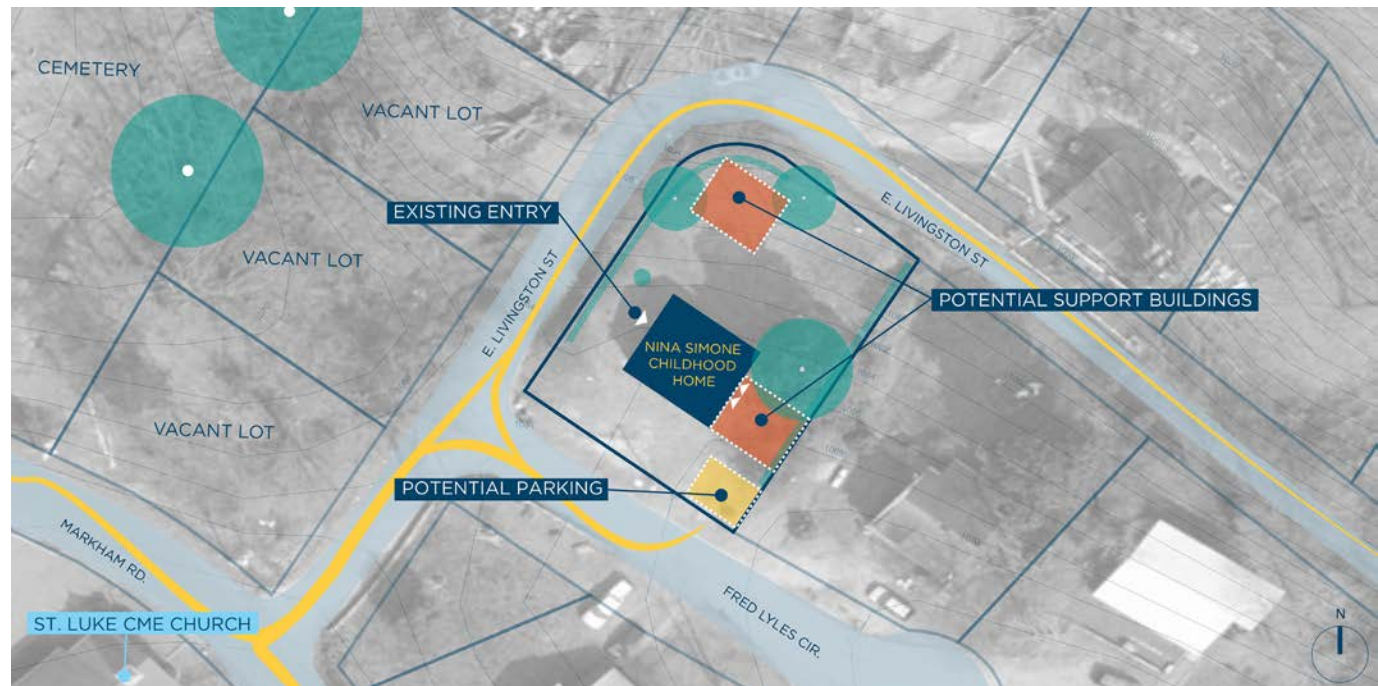 CEMETERY
VACANT LOT
EXISTING ENTRY
E. LIVINGSTON ST
VACANT LOT
E. LIVINGSTON ST
POTENTIAL SUPPORT BUILDINGS
NINA SIMONE
CHILDHOOD
HOME
VACANT LOT
POTENTIAL PARKING
MARKHAM RD.
FRED LYLES CIR.
ST. LUKE CME CHURCH
N